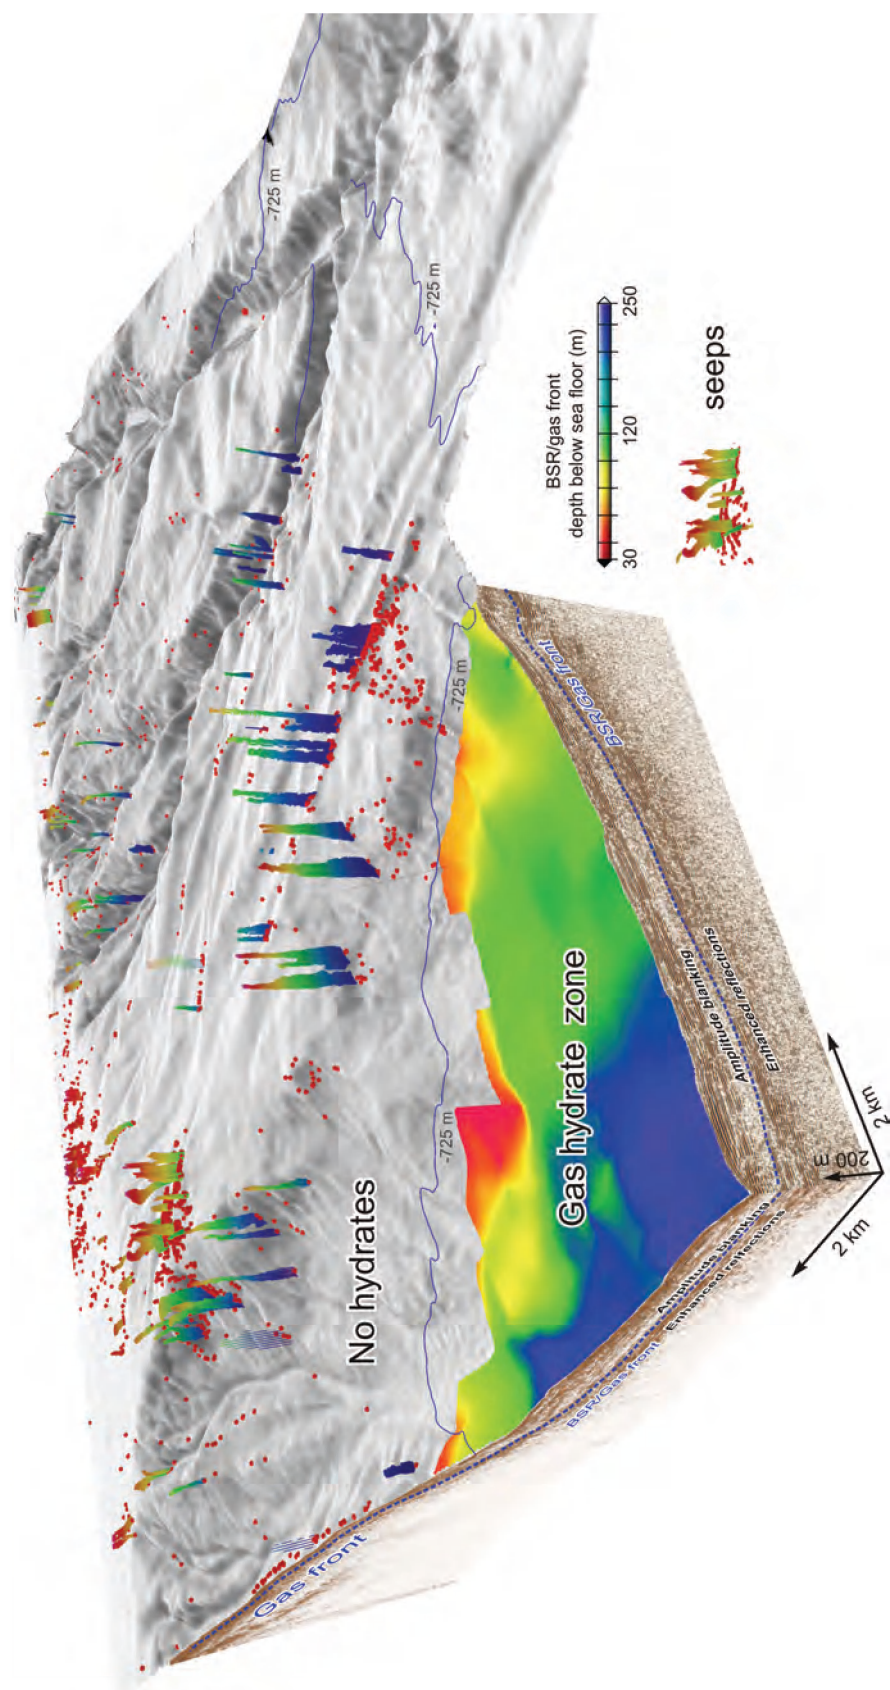 -725 m
-725 m
-725 m
-725 m
No hydrates
Gas hydrate zone
Gas front
BSR/Gas front
BSR/Gas front
Amplitude blanking
Enhanced reflections
Amplitude blanking
Enhanced reflections
2 km
200 m
2 km
BSR/gas front
depth below sea floor (m)
30
120
250
seeps